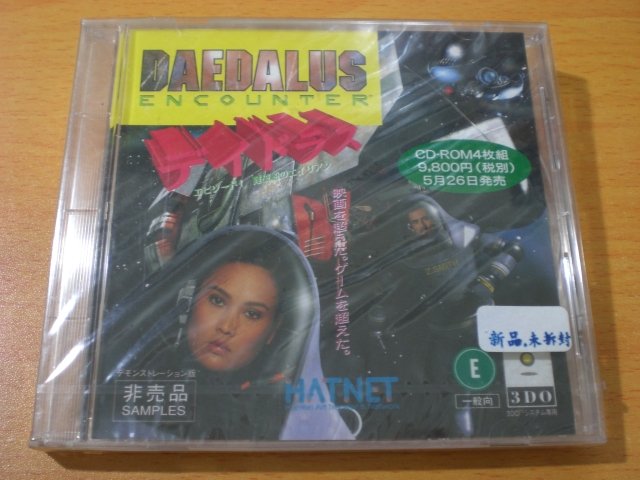 DAEDALUS
ENCOUNTER
CD-ROM4枚組
9,800円(税別)
5月26日発売
映画を超えた。ゲームを超えた。
Z.SMITH
新品,未拆封
デモンストレーション版
非売品
SAMPLES
HATNET
E
一般向
3DO